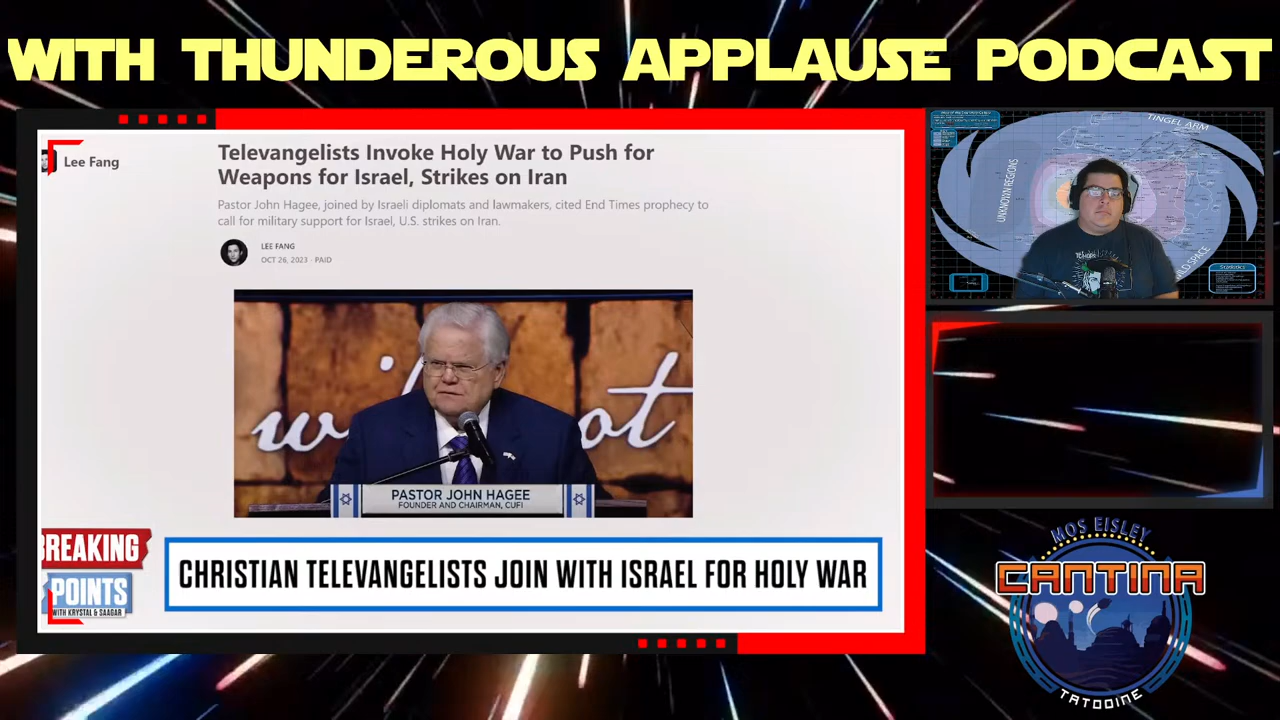 WITH THUNDEROUS APPLAUSE PODCAST
Lee Fang
Televangelists Invoke Holy War to Push for
Weapons for Israel, Strikes on Iran
Pastor John Hagee, joined by Israeli diplomats and lawmakers, cited End Times prophecy to
call for military support for Israel, U.S. strikes on Iran.
LEE FANG
OCT 26, 2023 · PAID
PASTOR JOHN HAGEE
FOUNDER AND CHAIRMAN, CUFI
BREAKING
POINTS
WITH KRYSTAL & SAAGAR
CHRISTIAN TELEVANGELISTS JOIN WITH ISRAEL FOR HOLY WAR
TINGEL ARM
UNKNOWN REGIONS
WILD SPACE
Statistics
MOS EISLEY
CANTINA
TATOOINE